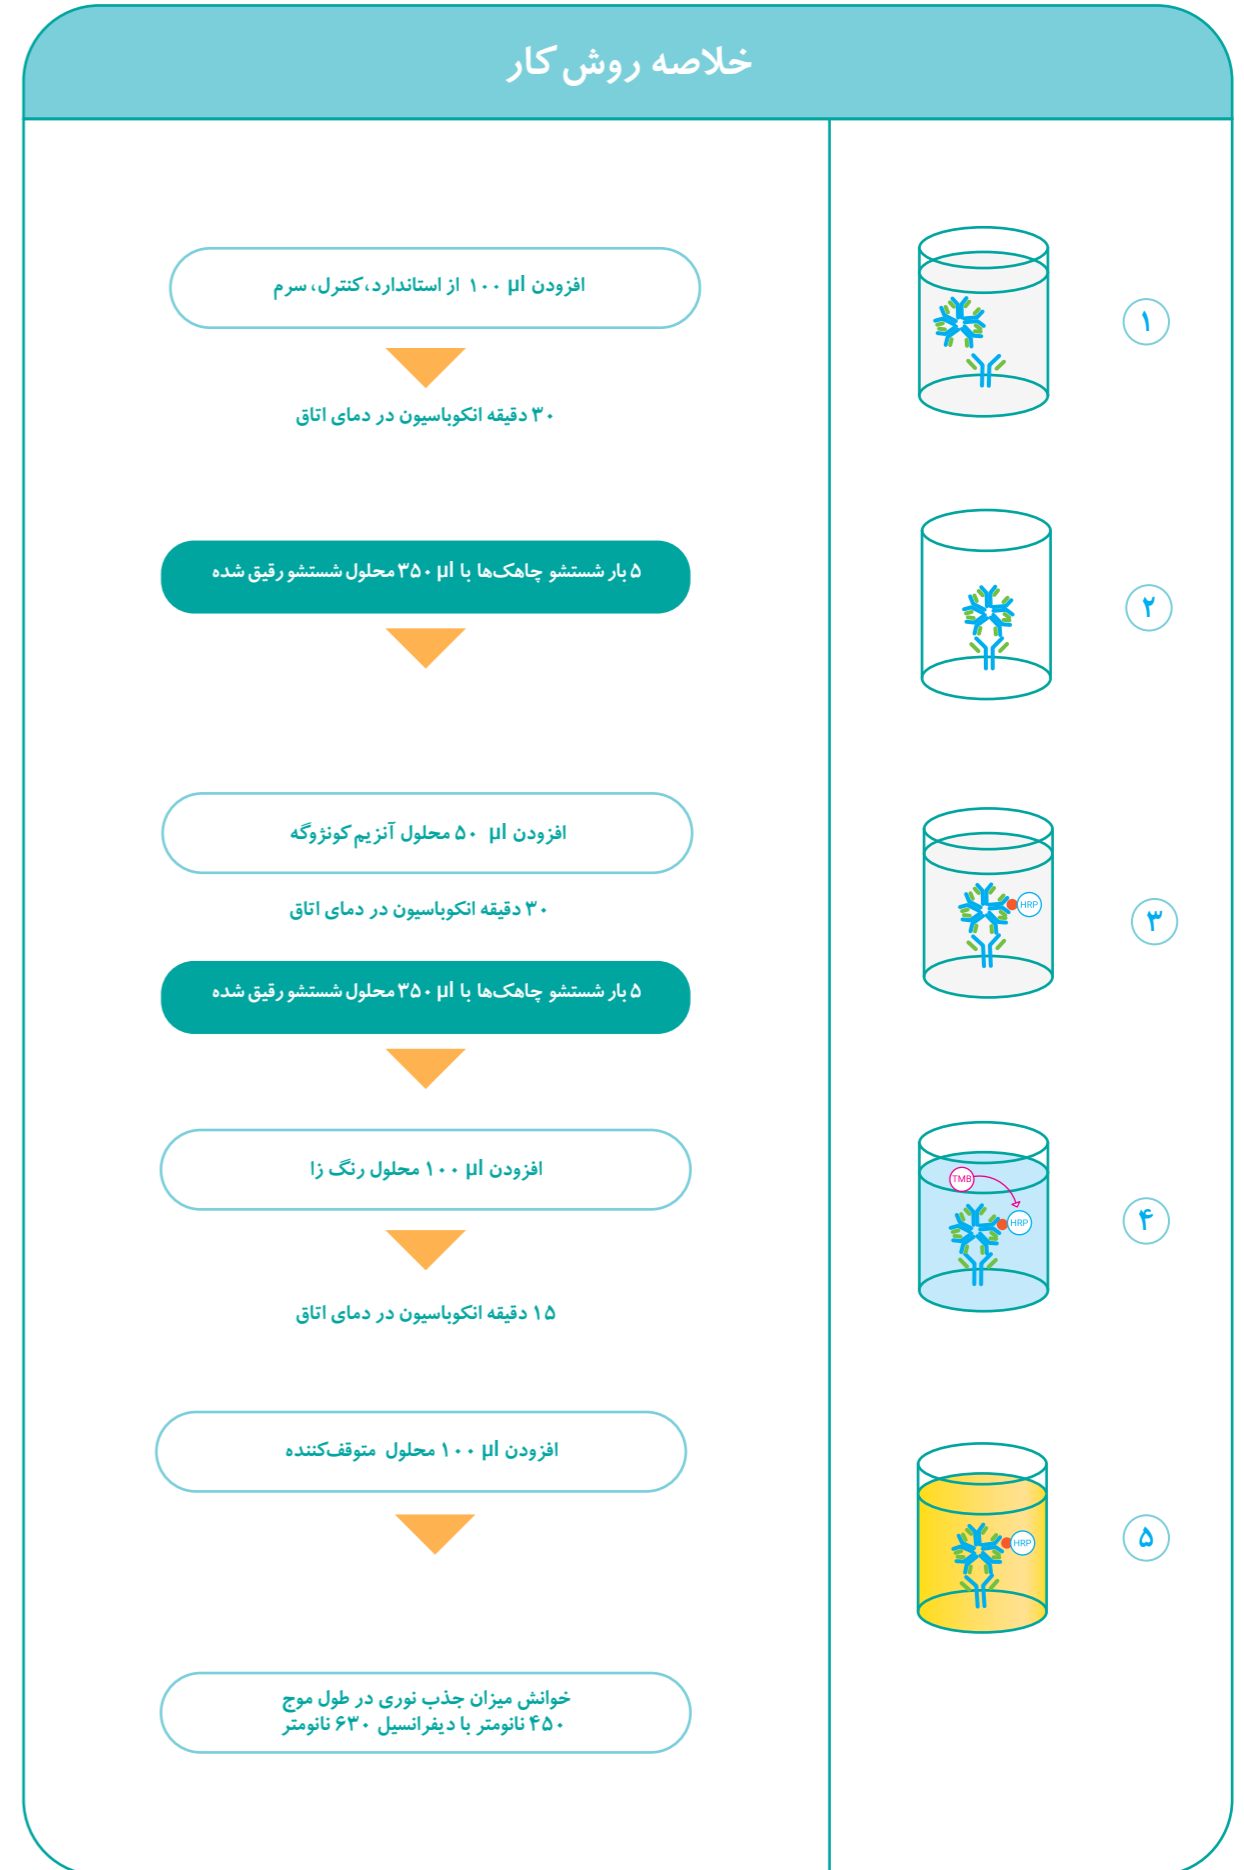 خلاصه روش کار
افزودن ۱۰۰ µl از استاندارد،کنترل، سرم
۳۰ دقیقه انکوباسیون در دمای اتاق
۱
۵ بار شستشو چاهک‌ها با ۳۵۰ µl محلول شستشو رقیق شده
۲
افزودن ۵۰ µl محلول آنزیم کونژوگه
۳۰ دقیقه انکوباسیون در دمای اتاق
HRP
۳
۵ بار شستشو چاهک‌ها با ۳۵۰ µl محلول شستشو رقیق شده
افزودن ۱۰۰ µl محلول رنگ زا
۱۵ دقیقه انکوباسیون در دمای اتاق
TMB
HRP
۴
افزودن ۱۰۰ µl محلول متوقف‌کننده
HRP
۵
خوانش میزان جذب نوری در طول موج
۴۵۰ نانومتر با دیفرانسیل ۶۳۰ نانومتر